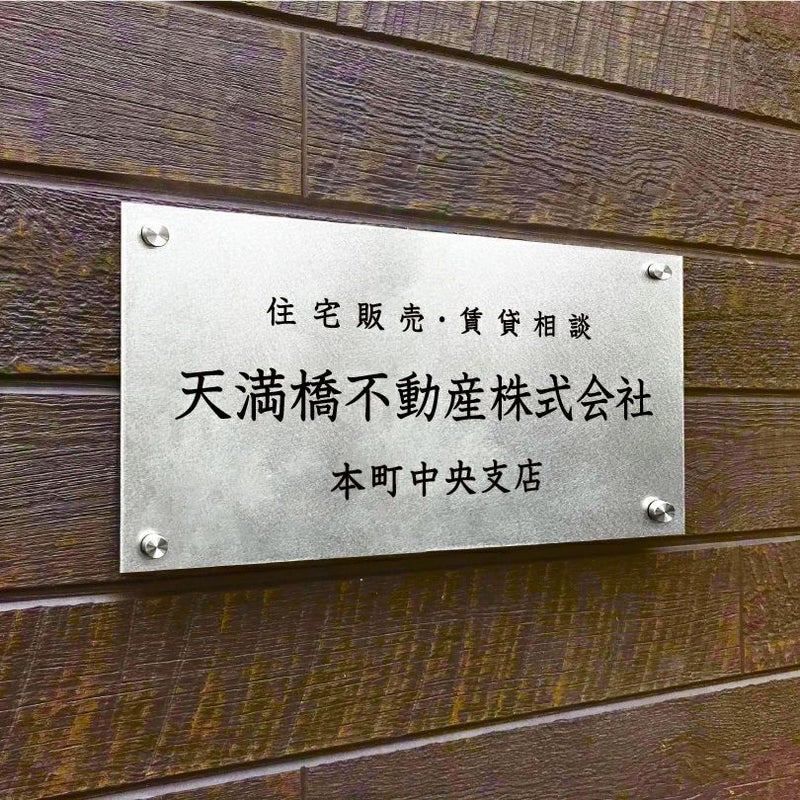 住宅販売・賃貸相談
天満橋不動産株式会社
本町中央支店